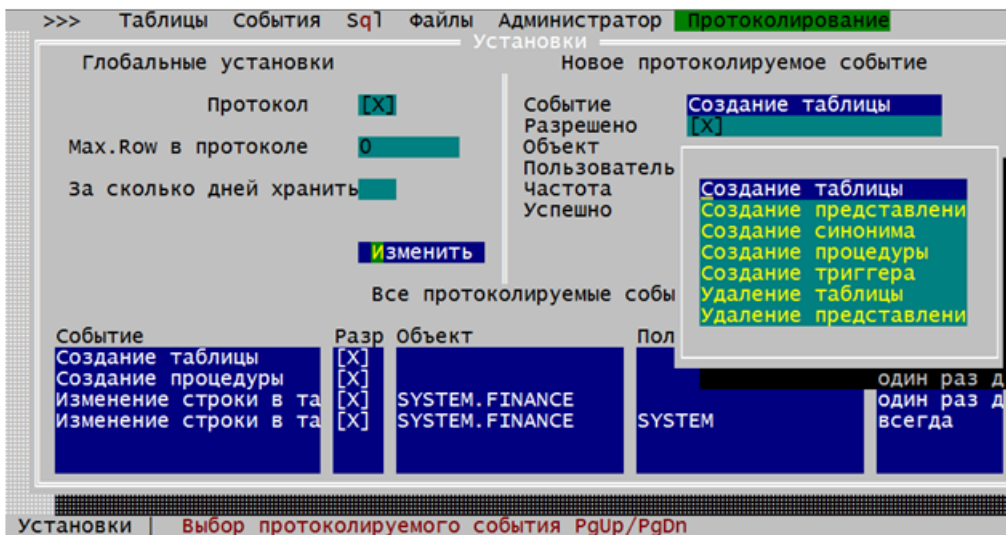 >>> Таблицы События Sql Файлы Администратор Протоколирование
Установки
Глобальные установки
Новое протоколируемое событие
Протокол [X]
Max.Row в протоколе 0
За сколько дней хранить
Изменить
Событие Создание таблицы
Разрешено [X]
Объект
Пользователь
Частота
Успешно
Создание таблицы
Создание представлени
Создание синонима
Создание процедуры
Создание триггера
Удаление таблицы
Удаление представлени
Все протоколируемые собы
Событие Разр Объект Пол
Создание таблицы [X]
Создание процедуры [X] один раз д
Изменение строки в та [X] SYSTEM.FINANCE один раз д
Изменение строки в та [X] SYSTEM.FINANCE SYSTEM всегда
Установки | Выбор протоколируемого события PgUp/PgDn